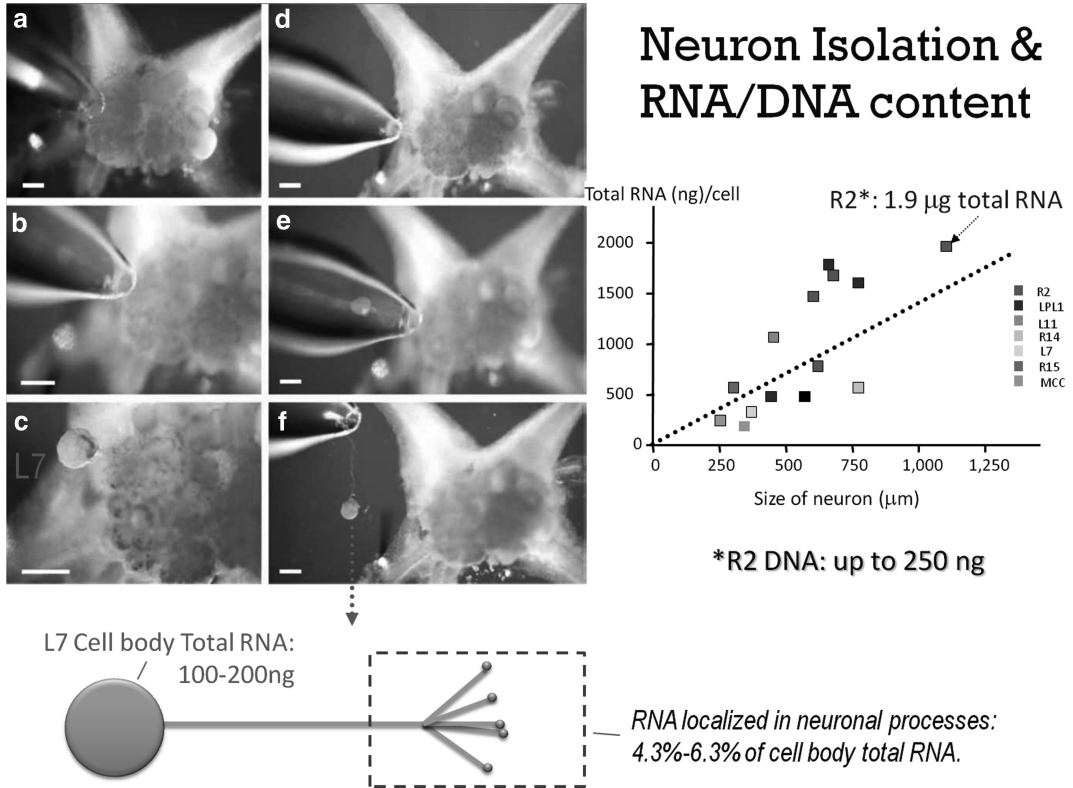 a
d
Neuron Isolation &
RNA/DNA content
b
e
c
L7
f
Total RNA (ng)/cell
R2*: 1.9 µg total RNA
2000
1500
1000
500
0
0
250
500
750
1,000
1,250
Size of neuron (µm)
R2
LPL1
L11
R14
L7
R15
MCC
*R2 DNA: up to 250 ng
L7 Cell body Total RNA:
100-200ng
RNA localized in neuronal processes:
4.3%-6.3% of cell body total RNA.